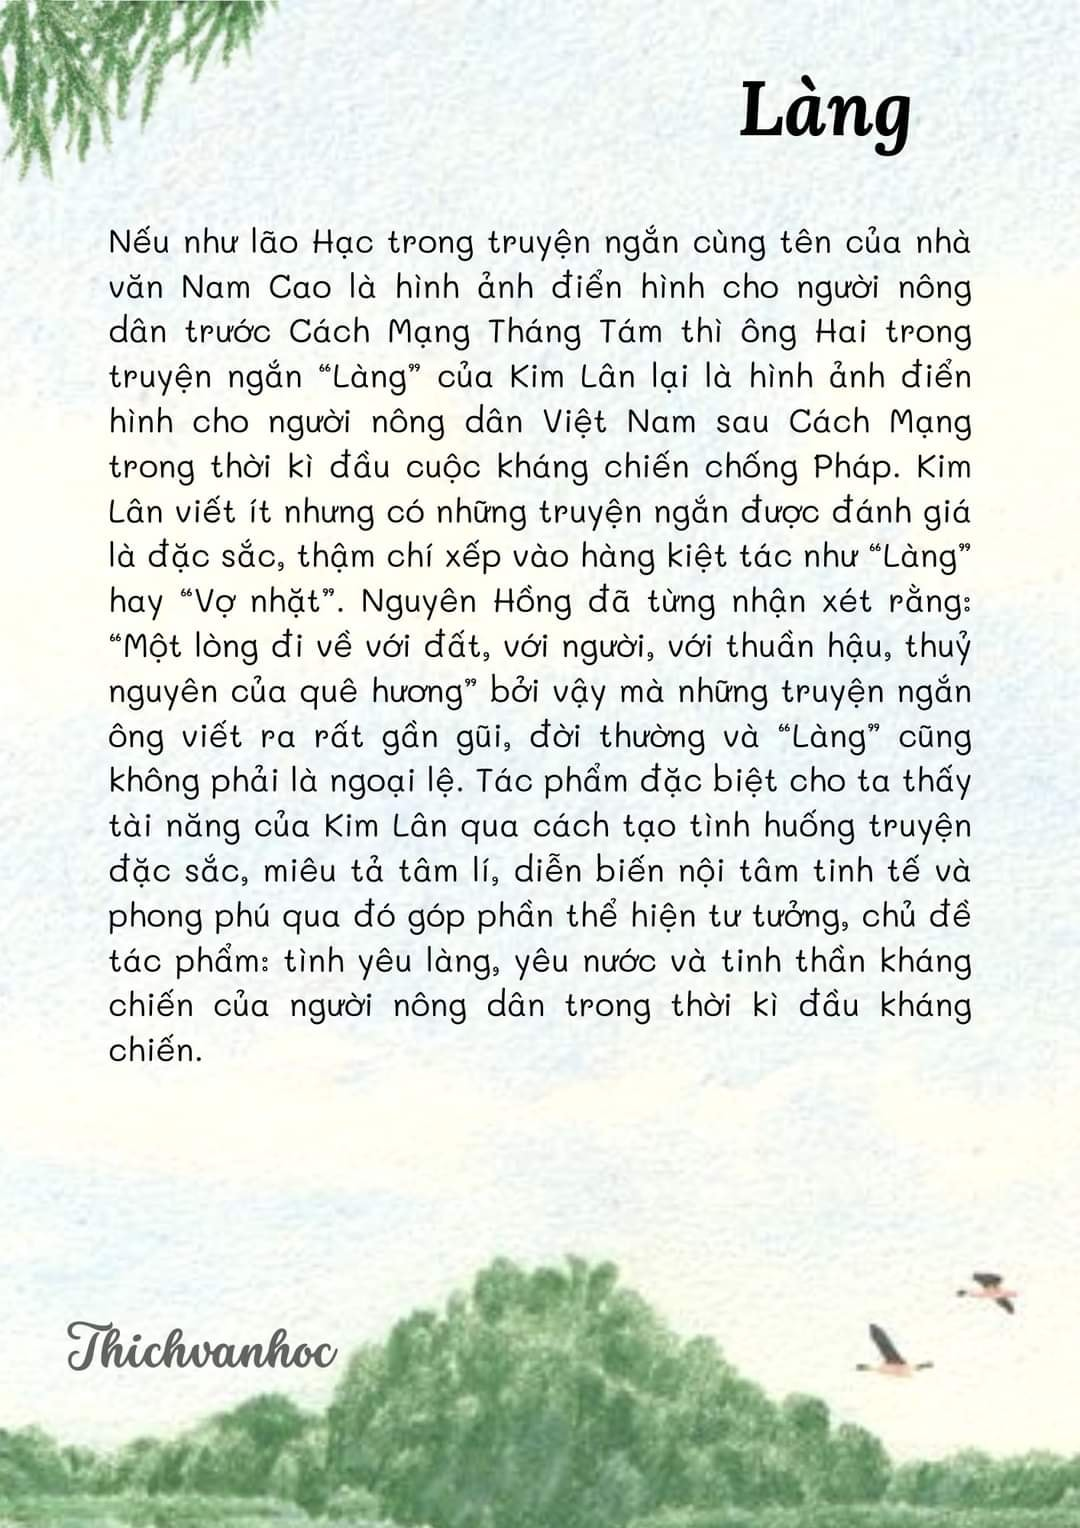 Làng
Nếu như lão Hạc trong truyện ngắn cùng tên của nhà
văn Nam Cao là hình ảnh điển hình cho người nông
dân trước Cách Mạng Tháng Tám thì ông Hai trong
truyện ngắn “Làng” của Kim Lân lại là hình ảnh điển
hình cho người nông dân Việt Nam sau Cách Mạng
trong thời kì đầu cuộc kháng chiến chống Pháp. Kim
Lân viết ít nhưng có những truyện ngắn được đánh giá
là đặc sắc, thậm chí xếp vào hàng kiệt tác như “Làng”
hay “Vợ nhặt”. Nguyên Hồng đã từng nhận xét rằng:
“Một lòng đi về với đất, với người, với thuần hậu, thuỷ
nguyên của quê hương” bởi vậy mà những truyện ngắn
ông viết ra rất gần gũi, đời thường và “Làng” cũng
không phải là ngoại lệ. Tác phẩm đặc biệt cho ta thấy
tài năng của Kim Lân qua cách tạo tình huống truyện
đặc sắc, miêu tả tâm lí, diễn biến nội tâm tinh tế và
phong phú qua đó góp phần thể hiện tư tưởng, chủ đề
tác phẩm: tình yêu làng, yêu nước và tinh thần kháng
chiến của người nông dân trong thời kì đầu kháng
chiến.
Thichvanhoc